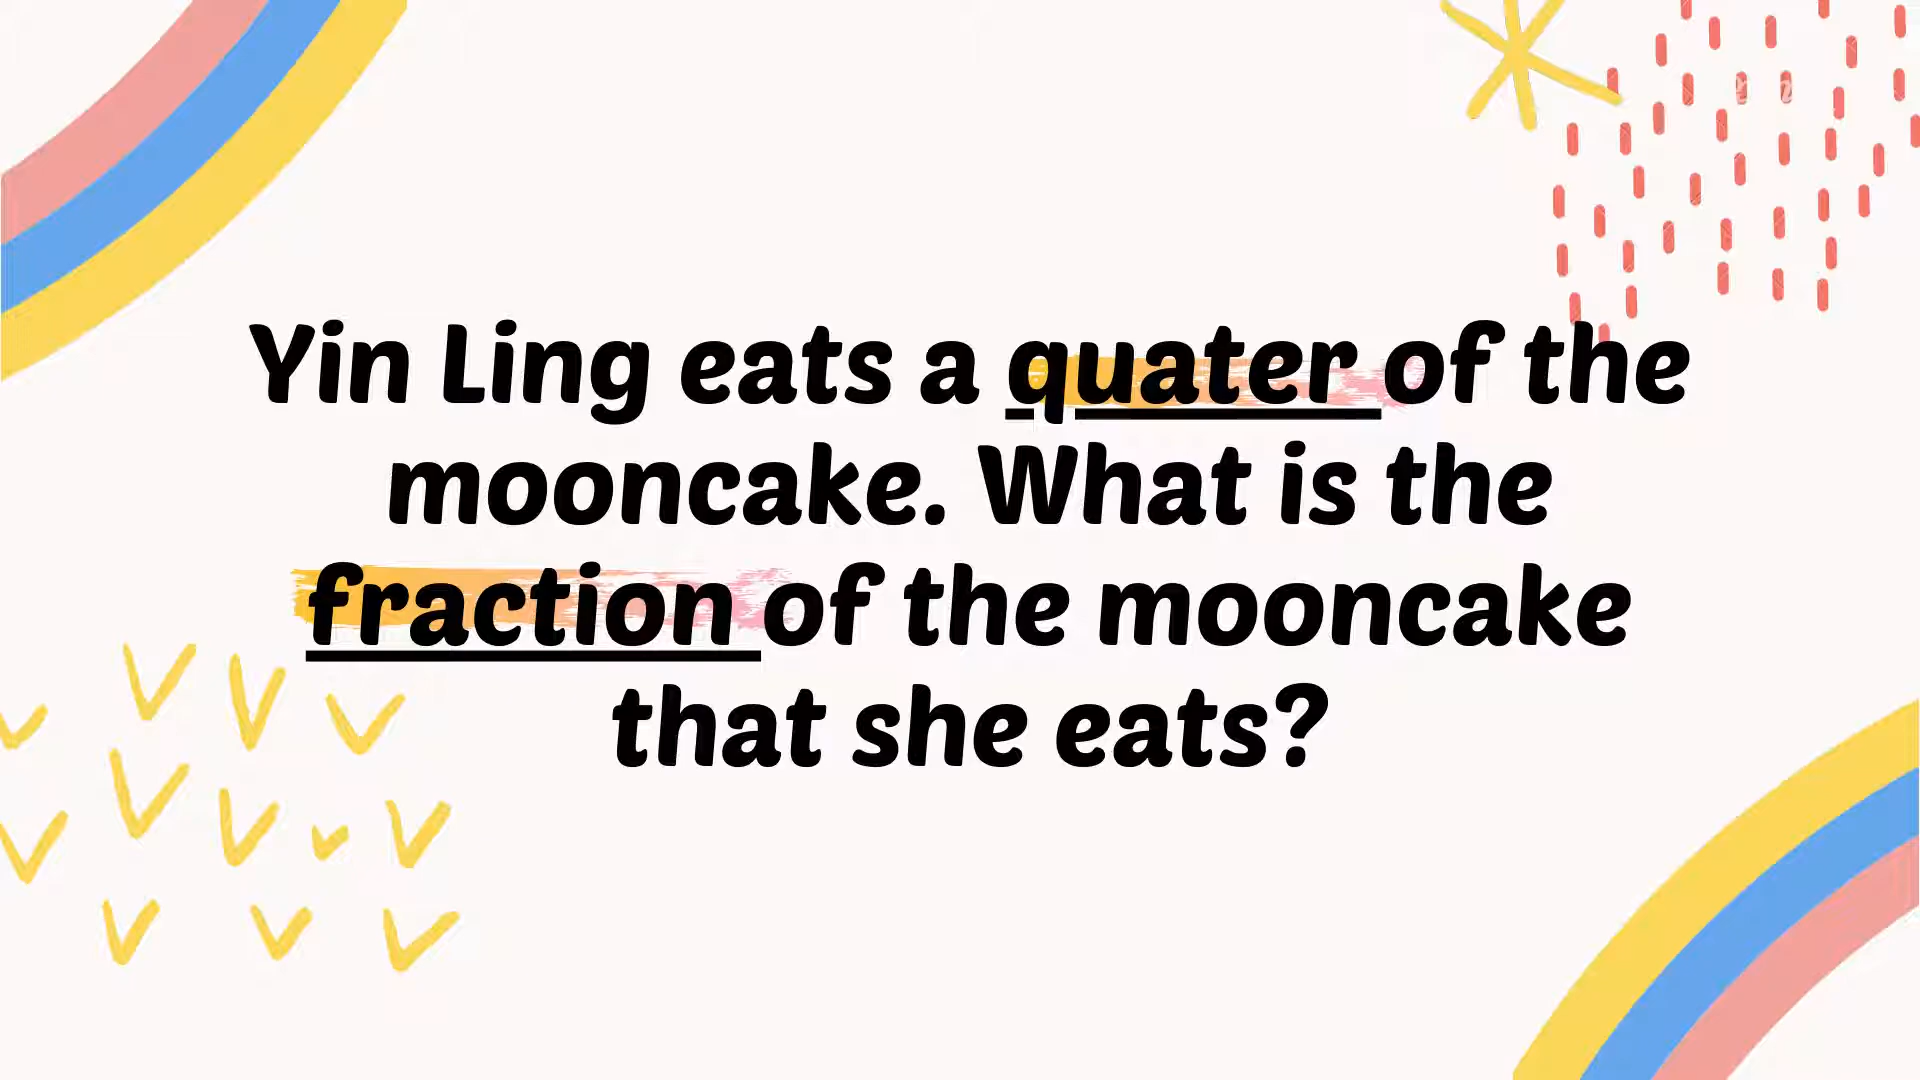 Yin Ling eats a quater of the
mooncake. What is the
fraction of the mooncake
that she eats?